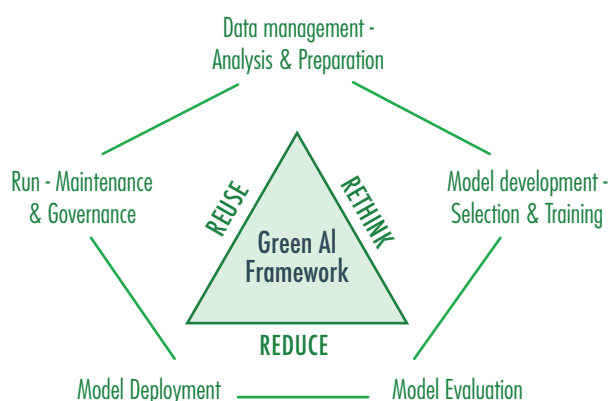 Data management -
Analysis & Preparation
Run - Maintenance
& Governance
REUSE
RETHINK
Model development -
Selection & Training
Green AI
Framework
REDUCE
Model Deployment
Model Evaluation